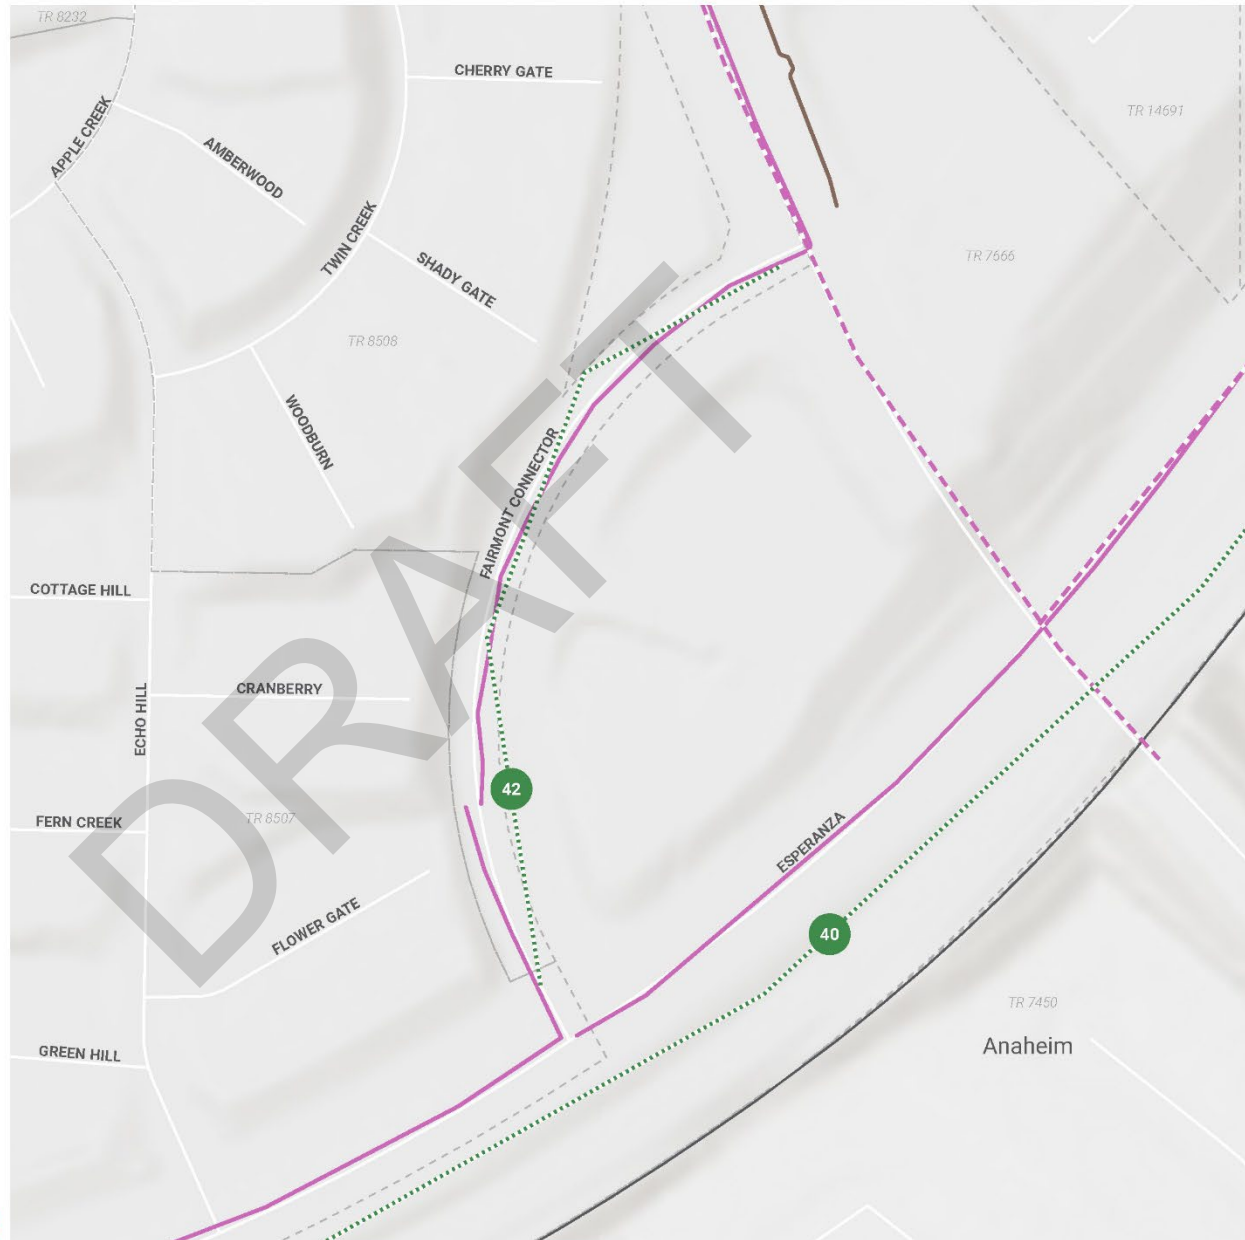 TR 8232
CHERRY GATE
TR 14691
APPLE CREEK
AMBERWOOD
TWIN CREEK
SHADY GATE
TR 7666
TR 8508
WOODBURN
FAIRMONT CONNECTOR
DRAFT
COTTAGE HILL
CRANBERRY
ECHO HILL
42
FERN CREEK
TR 8507
ESPERANZA
FLOWER GATE
40
TR 7450
GREEN HILL
Anaheim